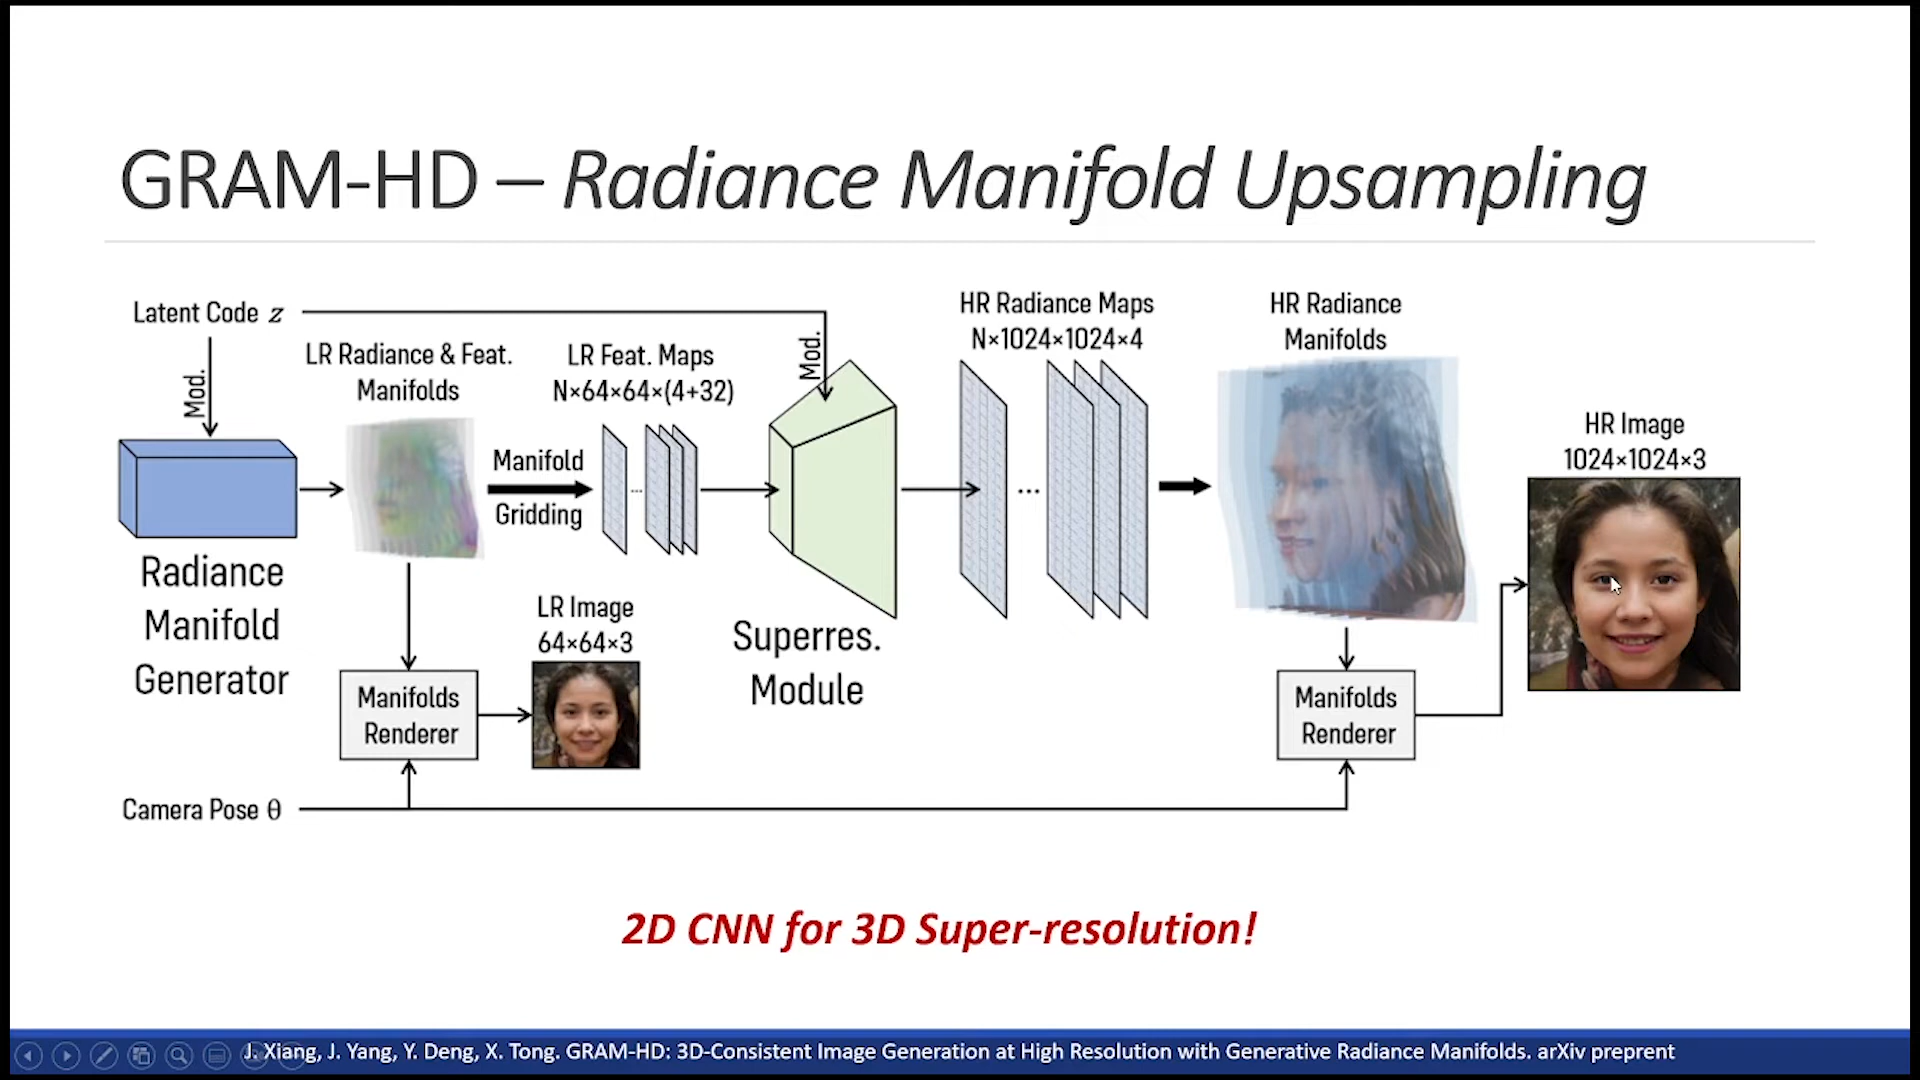 GRAM-HD – Radiance Manifold Upsampling
Latent Code z
Mod.
LR Radiance & Feat.
Manifolds
LR Feat. Maps
N×64×64×(4+32)
Mod.
HR Radiance Maps
N×1024×1024×4
HR Radiance
Manifolds
HR Image
1024×1024×3
Manifold
Gridding
...
...
Radiance
Manifold
Generator
LR Image
64×64×3
Superres.
Module
Manifolds
Renderer
Manifolds
Renderer
Camera Pose θ
2D CNN for 3D Super-resolution!
J. Xiang, J. Yang, Y. Deng, X. Tong. GRAM-HD: 3D-Consistent Image Generation at High Resolution with Generative Radiance Manifolds. arXiv preprent